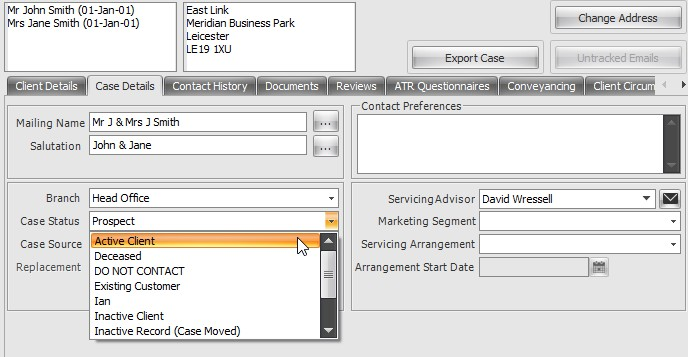 Mr John Smith (01-Jan-01)
Mrs Jane Smith (01-Jan-01)
East Link
Meridian Business Park
Leicester
LE19 1XU
Change Address
Export Case
Untracked Emails
Client Details
Case Details
Contact History
Documents
Reviews
ATR Questionnaires
Conveyancing
Client Circum
Mailing Name
Mr J & Mrs J Smith
...
Salutation
John & Jane
...
Contact Preferences
Branch
Head Office
Case Status
Prospect
Case Source
Replacement
Active Client
Deceased
DO NOT CONTACT
Existing Customer
Ian
Inactive Client
Inactive Record (Case Moved)
Servicing Advisor
David Wressell
Marketing Segment
Servicing Arrangement
Arrangement Start Date